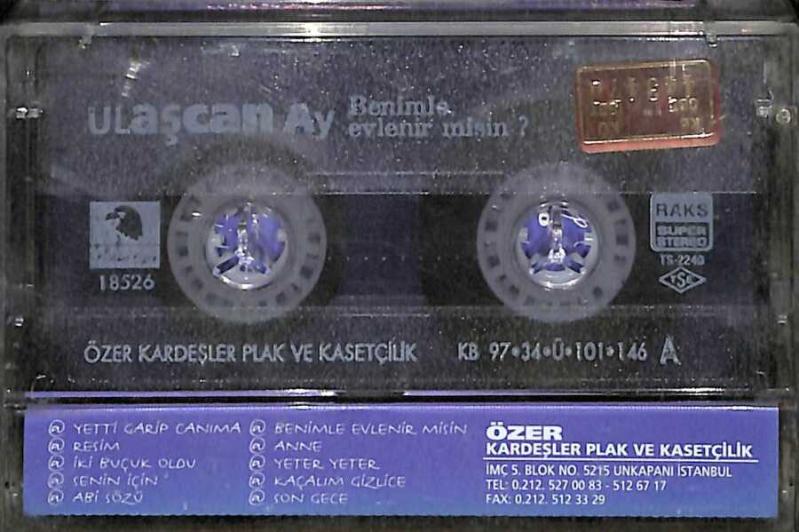 ULaşcan Ay
Benimle
evlenir misin ?
18526
RAKS
SUPER
STEREO
TS-2240
TSE
ÖZER KARDEŞLER PLAK VE KASETÇİLİK KB 97•34•Ü•101•146 A
YETTİ GARİP CANIMA
RESİM
İKİ BUÇUK OLDU
SENİN İÇİN
ABİ SÖZÜ
BENİMLE EVLENİR MİSİN
ANNE
YETER YETER
KAÇALIM GİZLİCE
SON GECE
ÖZER
KARDEŞLER PLAK VE KASETÇİLİK
İMÇ 5. BLOK NO. 5215 UNKAPANI İSTANBUL
TEL: 0.212. 527 00 83 - 512 67 17
FAX: 0.212. 512 33 29